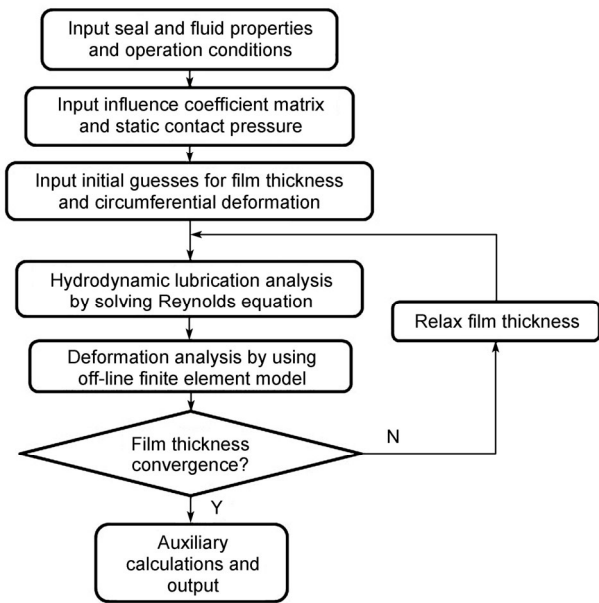 Input seal and fluid properties
and operation conditions
Input influence coefficient matrix
and static contact pressure
Input initial guesses for film thickness
and circumferential deformation
Hydrodynamic lubrication analysis
by solving Reynolds equation
Relax film thickness
Deformation analysis by using
off-line finite element model
Film thickness
convergence?
N
Y
Auxiliary
calculations and
output